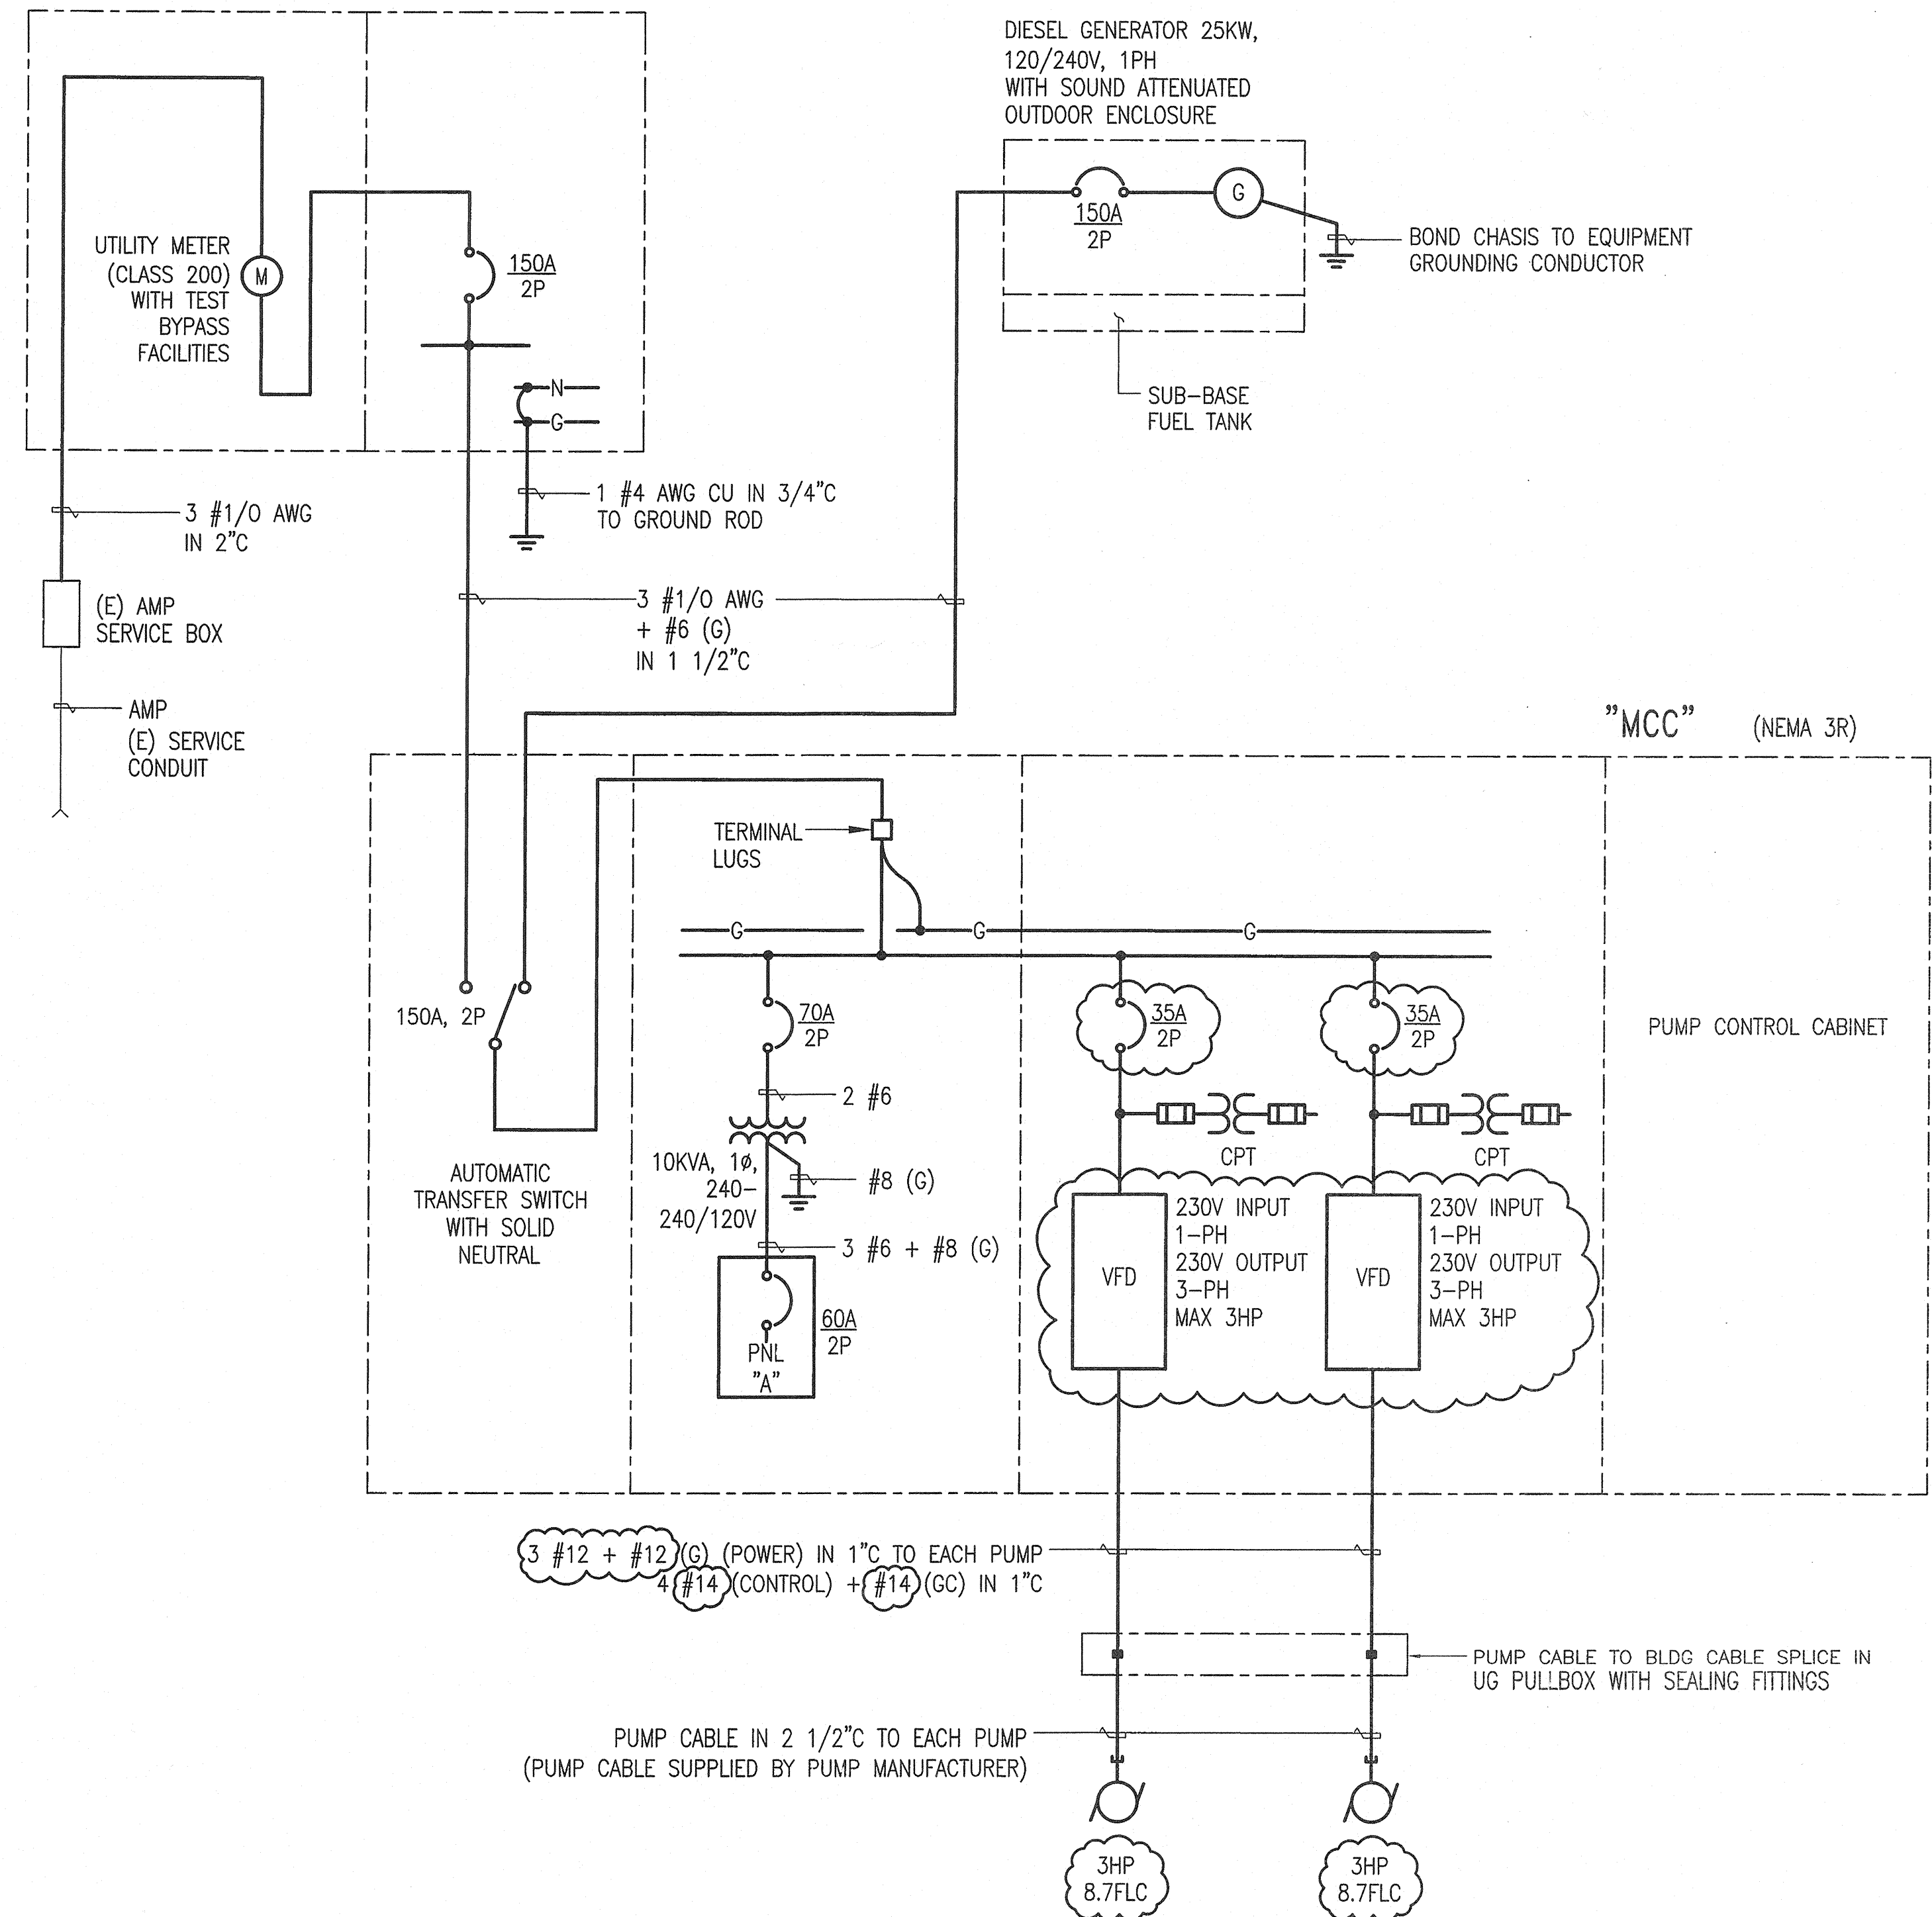 DIESEL GENERATOR 25KW,
120/240V, 1PH
WITH SOUND ATTENUATED
OUTDOOR ENCLOSURE
150A
2P
G
BOND CHASIS TO EQUIPMENT
GROUNDING CONDUCTOR
SUB-BASE
FUEL TANK
UTILITY METER
(CLASS 200)
WITH TEST
BYPASS
FACILITIES
M
150A
2P
N
G
3 #1/0 AWG
IN 2"C
1 #4 AWG CU IN 3/4"C
TO GROUND ROD
(E) AMP
SERVICE BOX
3 #1/0 AWG
+ #6 (G)
IN 1 1/2"C
AMP
(E) SERVICE
CONDUIT
"MCC" (NEMA 3R)
TERMINAL
LUGS
G
G
G
150A, 2P
AUTOMATIC
TRANSFER SWITCH
WITH SOLID
NEUTRAL
70A
2P
2 #6
10KVA, 1ø,
240-
240/120V
#8 (G)
3 #6 + #8 (G)
60A
2P
PNL
"A"
35A
2P
35A
2P
CPT
CPT
VFD
230V INPUT
1-PH
230V OUTPUT
3-PH
MAX 3HP
VFD
230V INPUT
1-PH
230V OUTPUT
3-PH
MAX 3HP
PUMP CONTROL CABINET
3 #12 + #12 (G) (POWER) IN 1"C TO EACH PUMP
4 #14 (CONTROL) + #14 (GC) IN 1"C
PUMP CABLE TO BLDG CABLE SPLICE IN
UG PULLBOX WITH SEALING FITTINGS
PUMP CABLE IN 2 1/2"C TO EACH PUMP
(PUMP CABLE SUPPLIED BY PUMP MANUFACTURER)
3HP
8.7FLC
3HP
8.7FLC